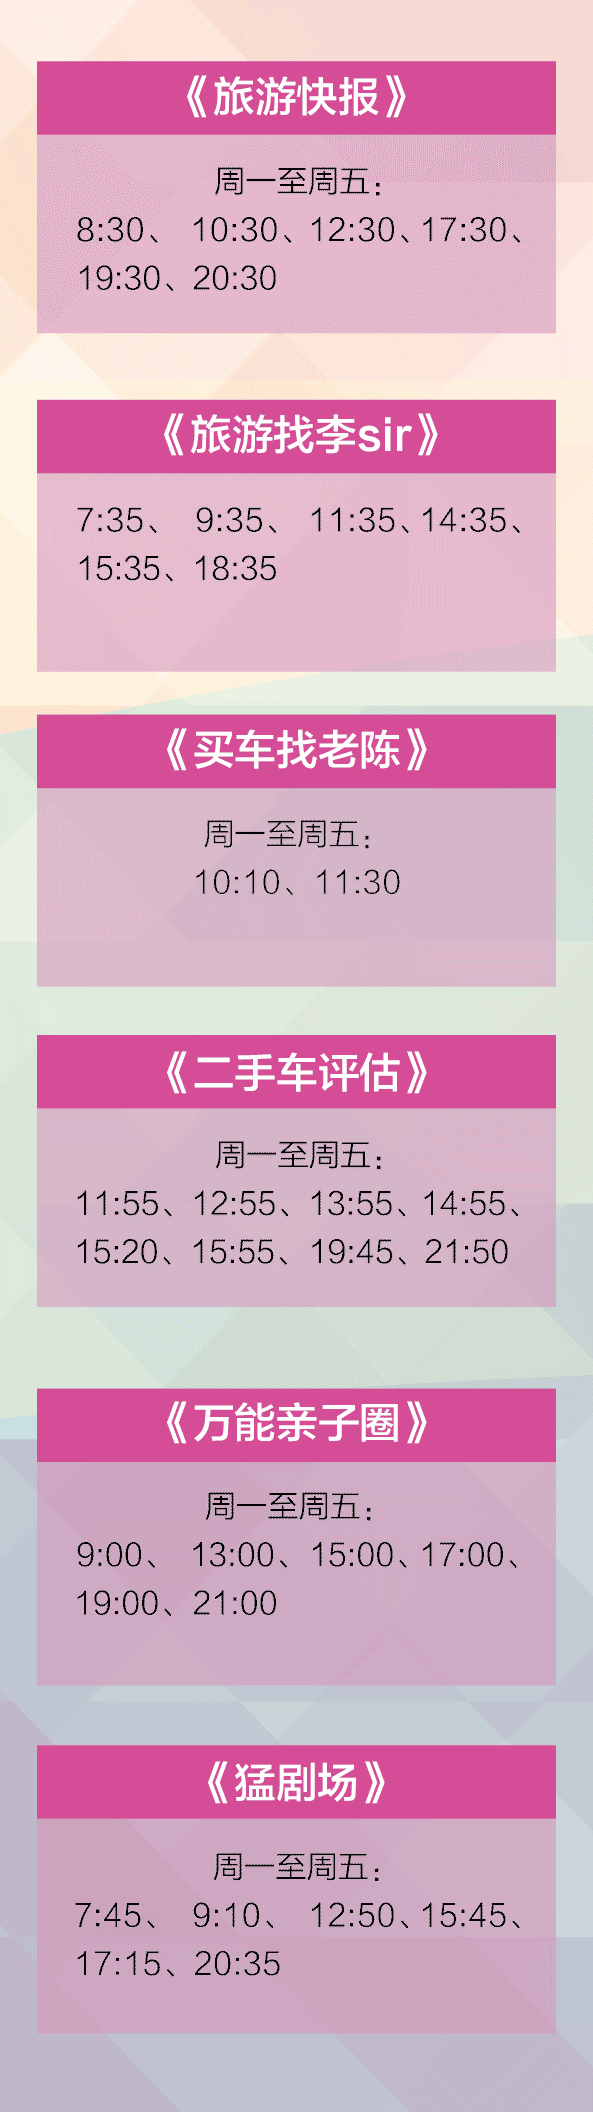 《旅游快报》
周一至周五：
8:30、 10:30、12:30、17:30、
19:30、20:30
《旅游找李sir》
7:35、 9:35、 11:35、14:35、
15:35、18:35
《买车找老陈》
周一至周五：
10:10、11:30
《二手车评估》
周一至周五：
11:55、12:55、13:55、14:55、
15:20、15:55、19:45、21:50
《万能亲子圈》
周一至周五：
9:00、 13:00、15:00、17:00、
19:00、21:00
《猛剧场》
周一至周五：
7:45、 9:10、 12:50、15:45、
17:15、20:35